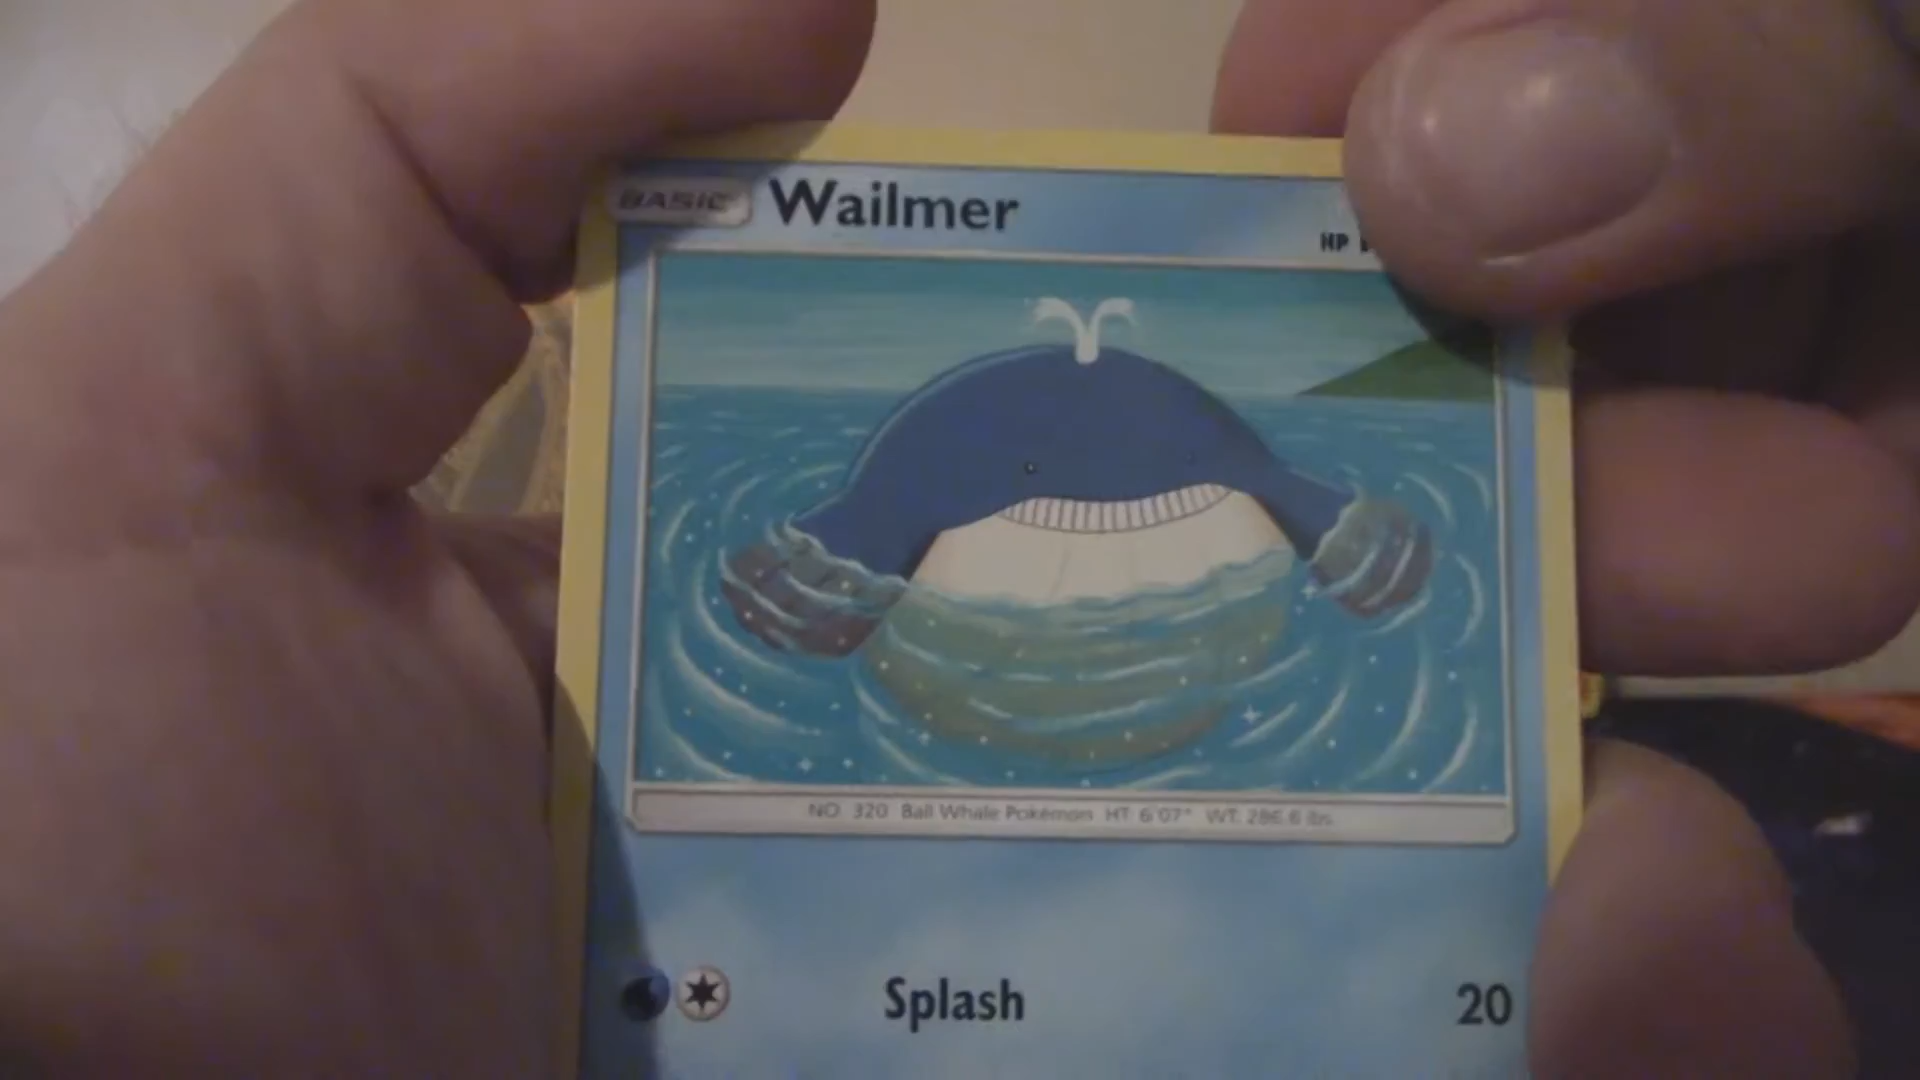 BASIC Wailmer
HP
NO. 320 Ball Whale Pokémon HT 6'07" WT. 286.6 lbs.
Splash 20